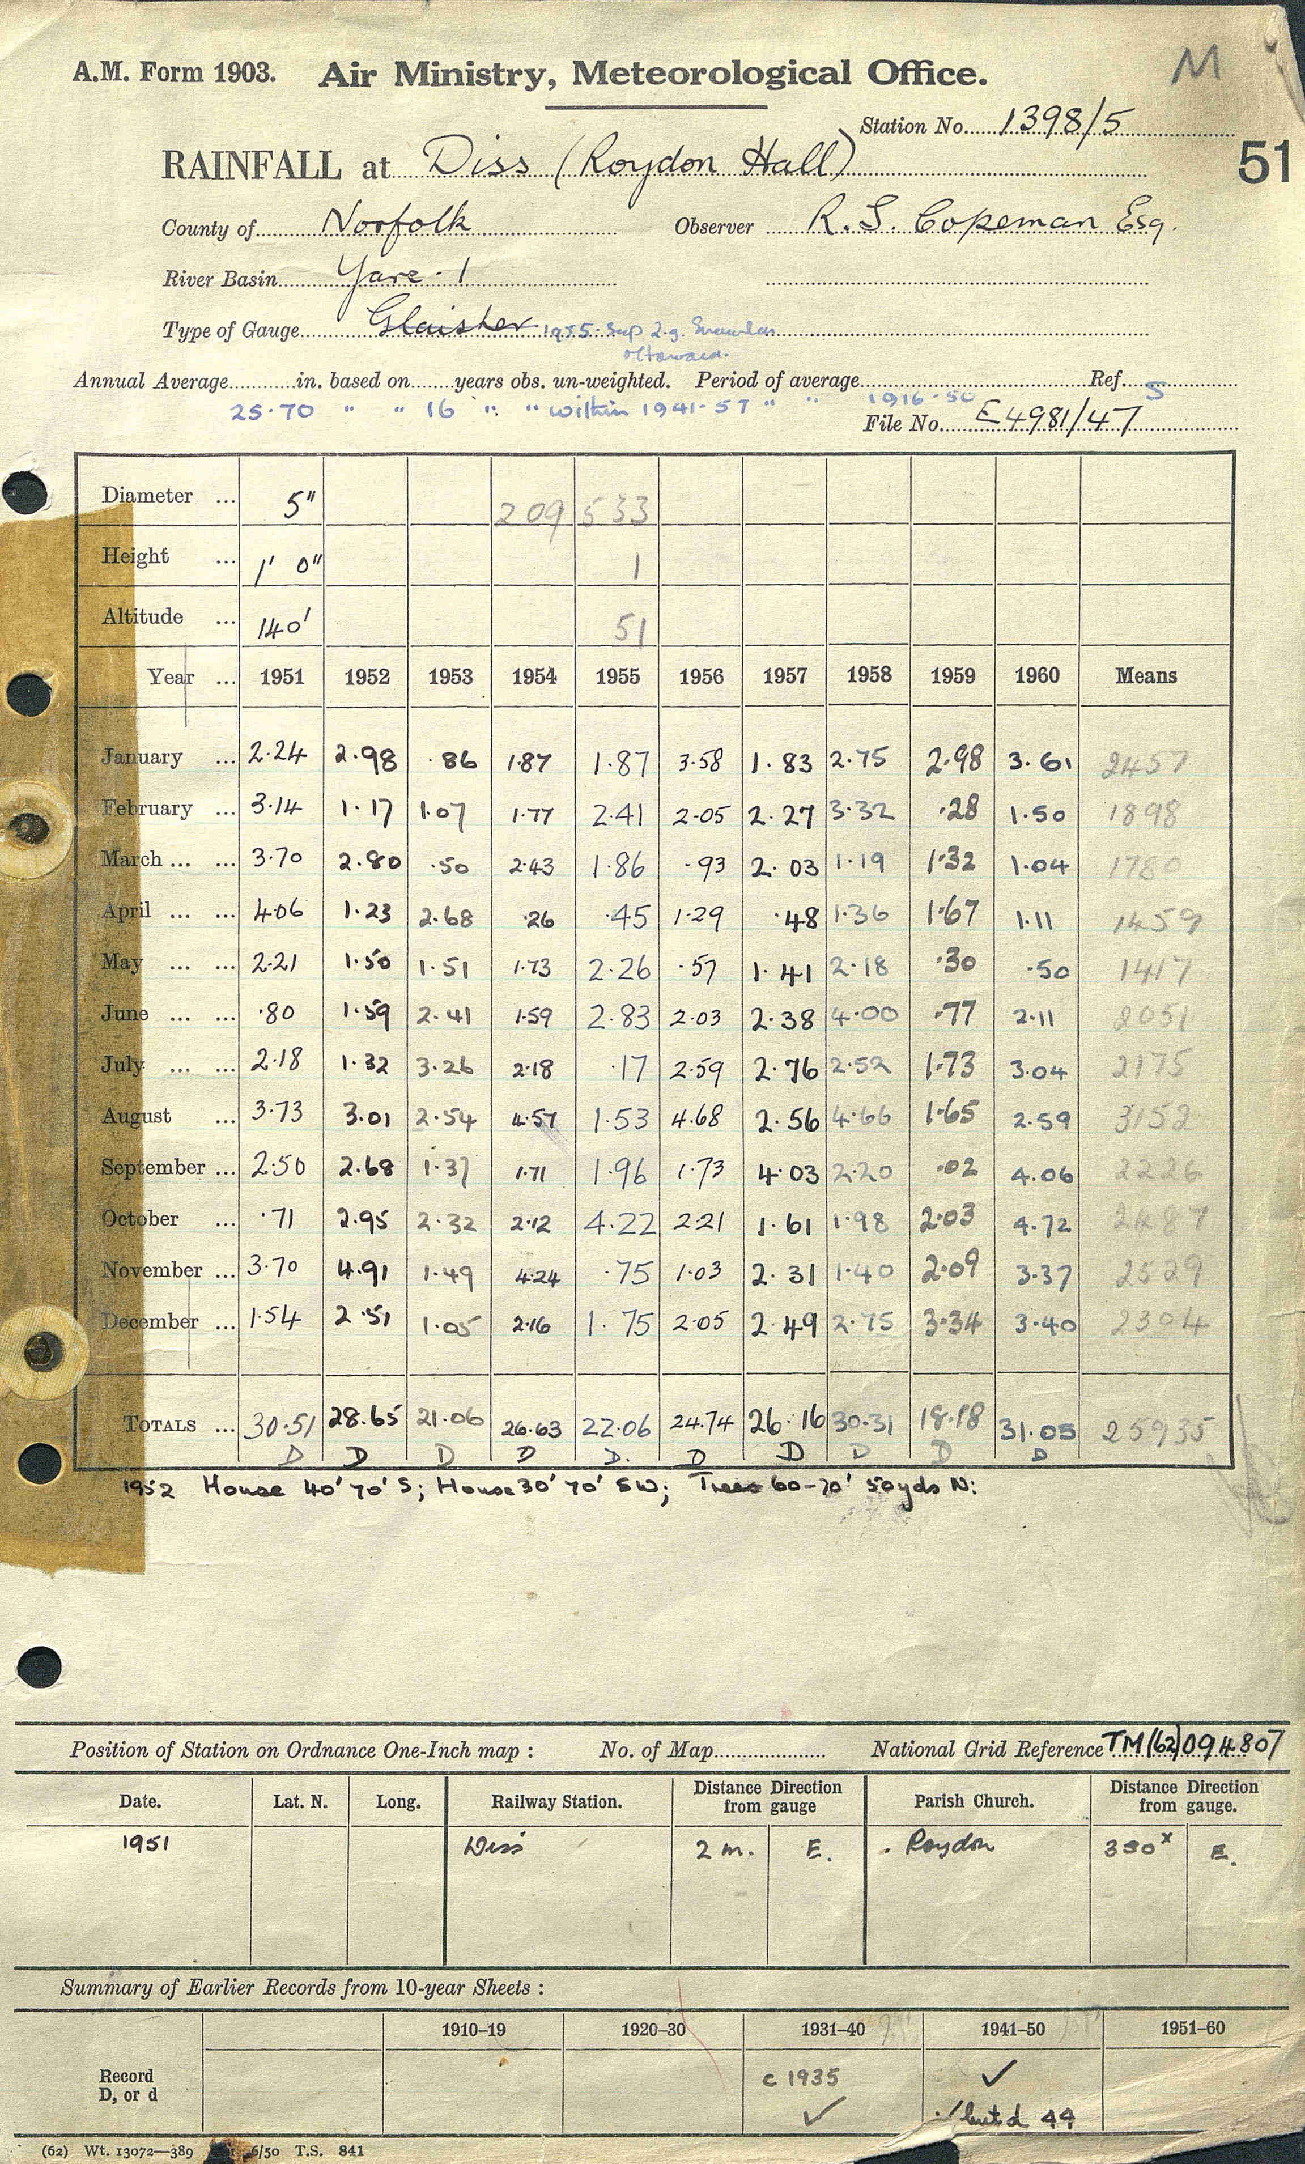 A.M. Form 1903. Air Ministry, Meteorological Office. M
Station No. 1398/5
RAINFALL at Diss (Roydon Hall) 51
County of Norfolk Observer R. S. Copeman Esq.
River Basin Yare. 1
Type of Gauge Glaisher 1955
Annual Average in. based on years obs. un-weighted. Period of average Ref. S
25.70 " " 16 " " within 1941-57 " " 1916-50
File No. E4981/47
Diameter ... 5" 209 533
Height ... 1' 0" 1
Altitude ... 140' 51
Year ... 1951 1952 1953 1954 1955 1956 1957 1958 1959 1960 Means
January ... 2.24 2.98 .86 1.87 1.87 3.58 1.83 2.75 2.98 3.61 2457
February ... 3.14 1.17 1.07 1.77 2.41 2.05 2.27 3.32 .28 1.50 1898
March ... ... 3.70 2.80 .50 2.43 1.86 .93 2.03 1.19 1.32 1.04 1780
April ... ... 4.06 1.23 2.68 .26 .45 1.29 .48 1.36 1.67 1.11 1459
May ... ... 2.21 1.50 1.51 1.73 2.26 .57 1.41 2.18 .30 .50 1417
June ... ... .80 1.59 2.41 1.59 2.83 2.03 2.38 4.00 .77 2.11 2051
July ... ... 2.18 1.32 3.26 2.18 .17 2.59 2.76 2.52 1.73 3.04 2175
August ... 3.73 3.01 2.54 4.57 1.53 4.68 2.56 4.66 1.65 2.59 3152
September ... 2.50 2.68 1.37 1.71 1.96 1.73 4.03 2.20 .02 4.06 2226
October ... .71 2.95 2.32 2.12 4.22 2.21 1.61 1.98 2.03 4.72 2487
November ... 3.70 4.91 1.49 4.24 .75 1.03 2.31 1.40 2.09 3.37 2529
December ... 1.54 2.51 1.05 2.16 1.75 2.05 2.49 2.75 3.34 3.40 2304
TOTALS ... 30.51 28.65 21.06 26.63 22.06 24.74 26.16 30.31 18.18 31.05 25935
D D D D D. D D D D D
1952 House 40' 70' S; House 30' 70' SW; Trees 60-70' 50yds N:
Position of Station on Ordnance One-Inch map : No. of Map National Grid Reference TM(62)094807
Date. Lat. N. Long. Railway Station. Distance Direction from gauge Parish Church. Distance Direction from gauge.
1951 Diss 2 m. E. Roydon 350x E.
Summary of Earlier Records from 10-year Sheets :
1910–19 1920–30 1931–40 1941–50 1951–60
Record D, or d c 1935 ✓ ✓
✓ but d 44
(62) Wt. 13072—389 6/50 T.S. 841